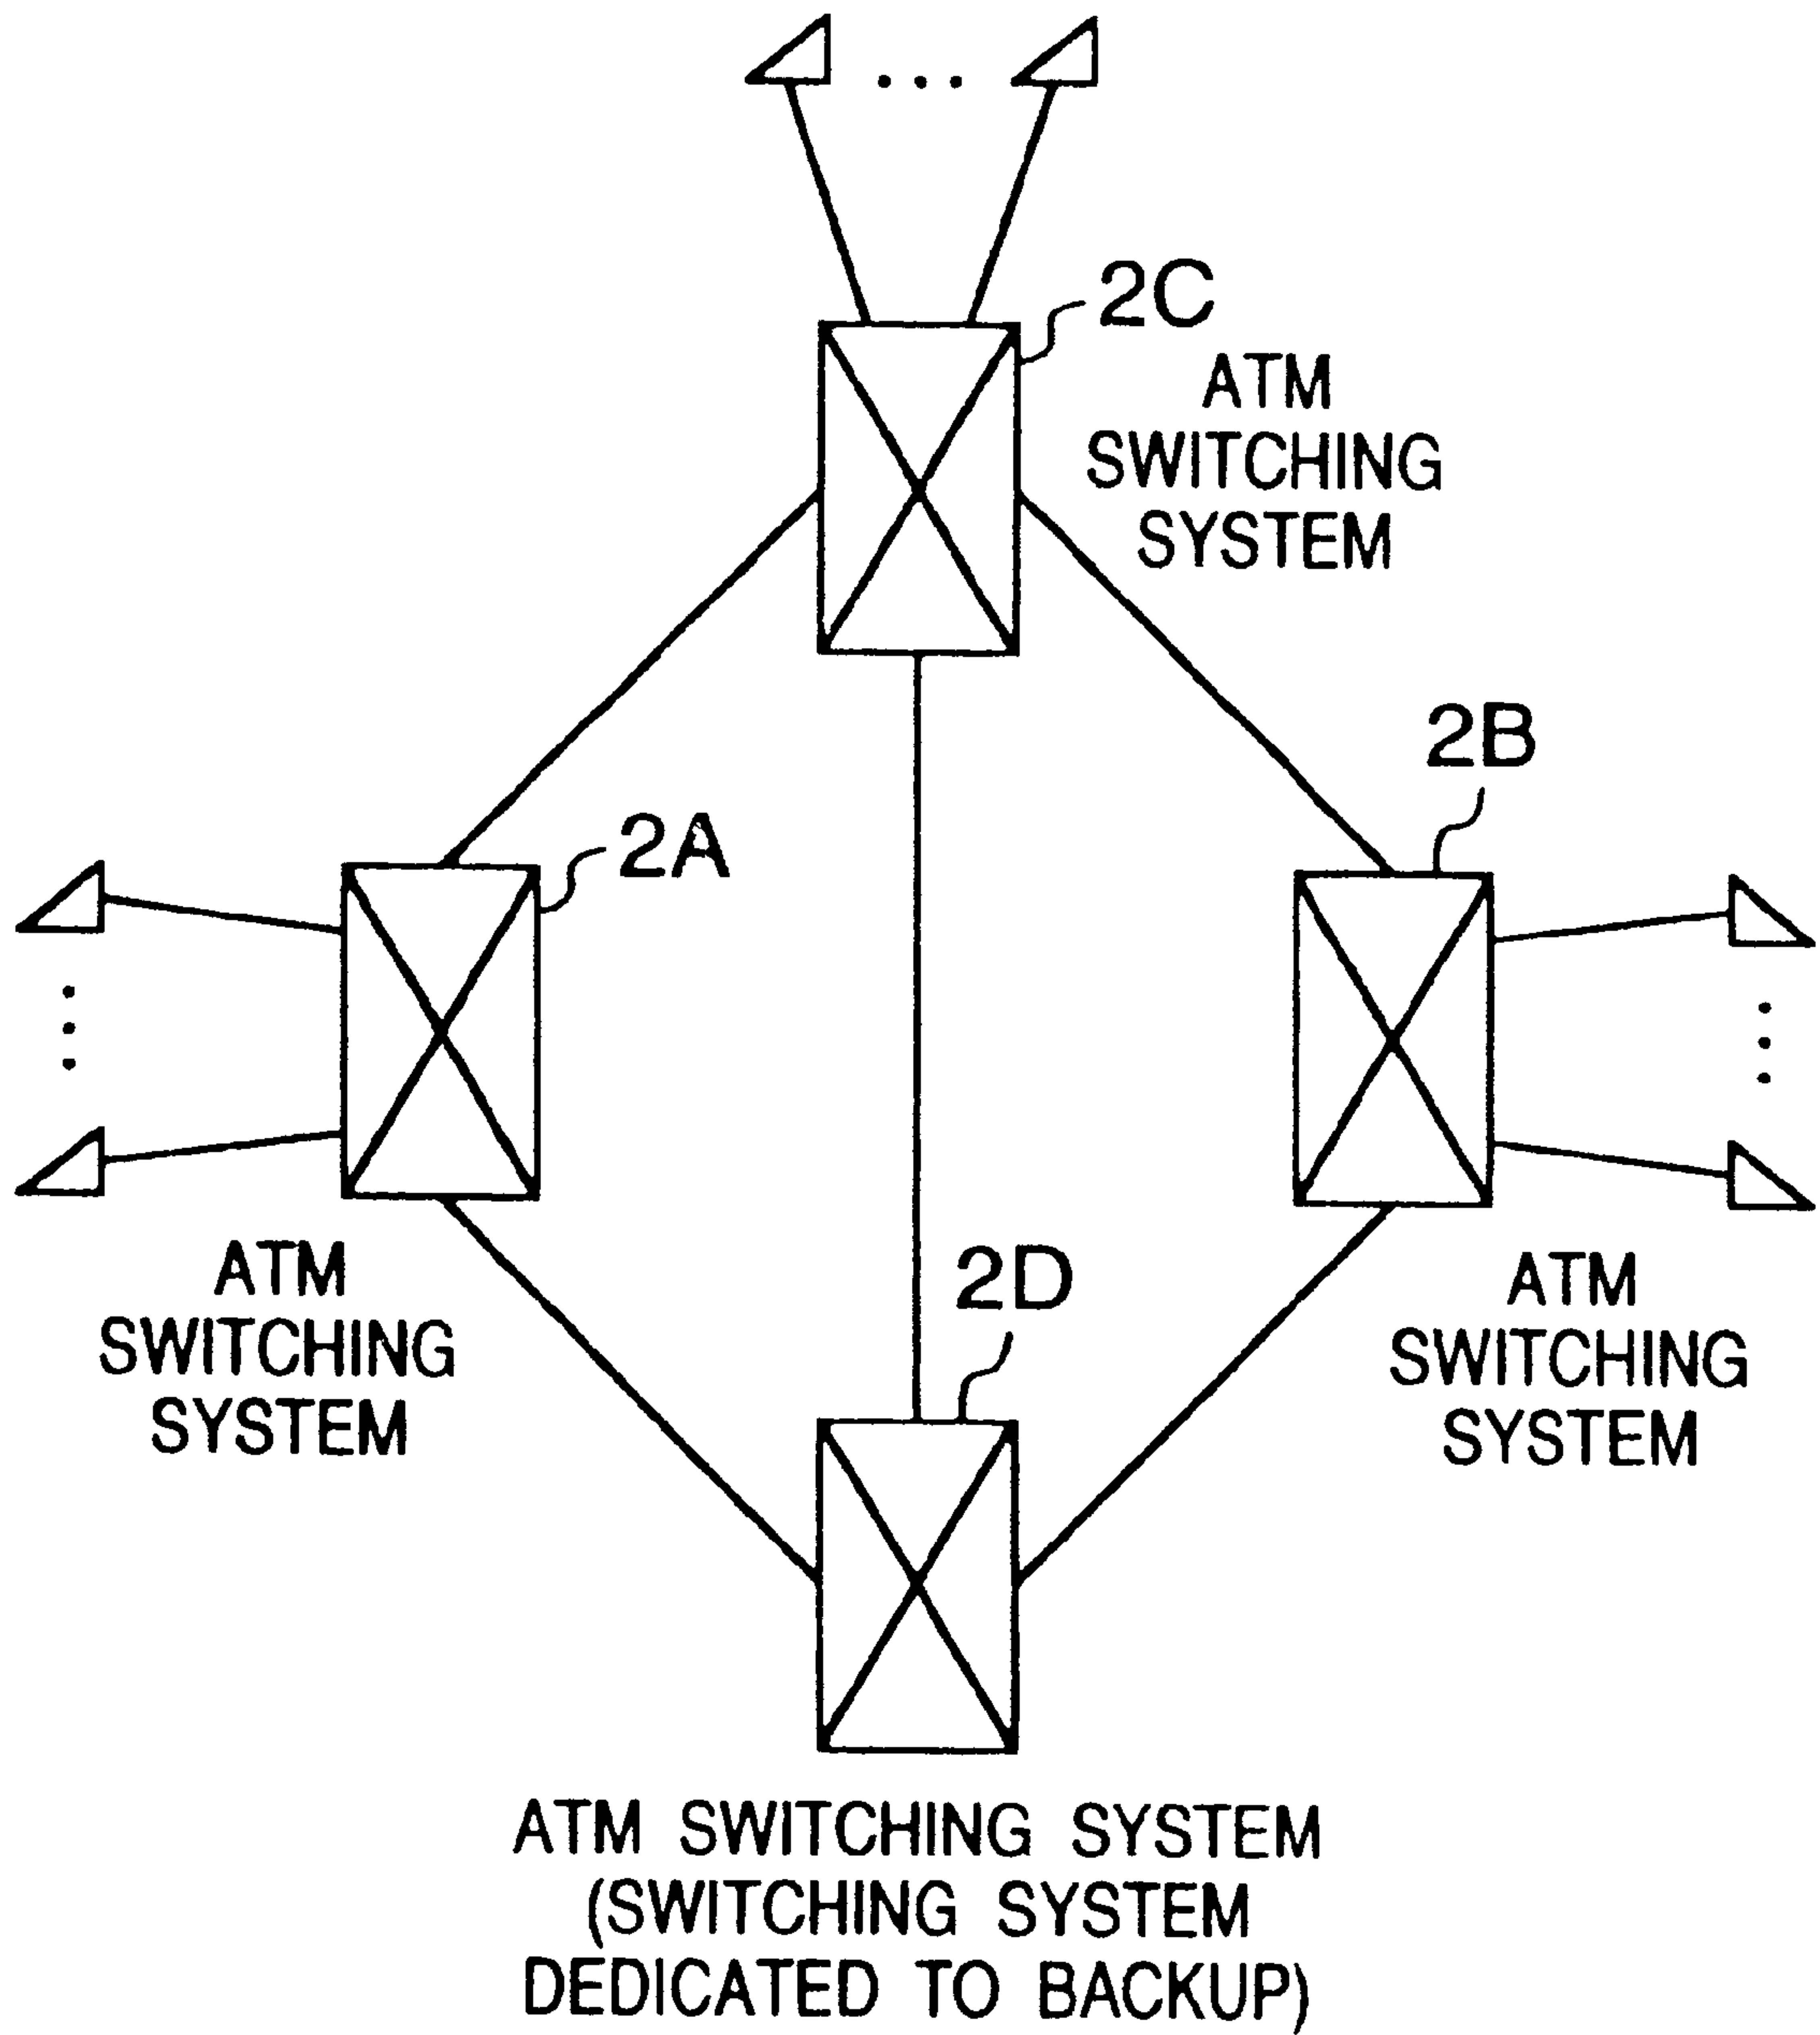 2C
ATM
SWITCHING
SYSTEM
2B
2A
ATM
SWITCHING
SYSTEM
2D
ATM
SWITCHING
SYSTEM
ATM SWITCHING SYSTEM
(SWITCHING SYSTEM
DEDICATED TO BACKUP)